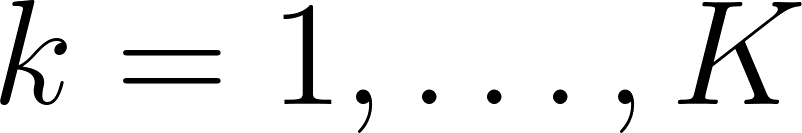 k = 1, . . . , K